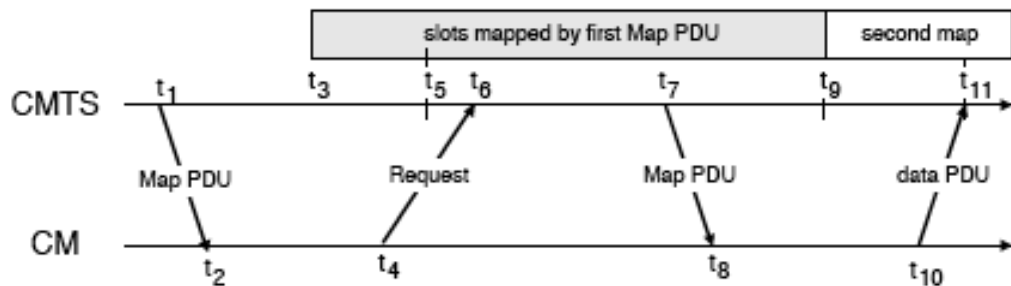 slots mapped by first Map PDU second map
t1 t3 t5 t6 t7 t9 t11
CMTS
Map PDU Request Map PDU data PDU
CM
t2 t4 t8 t10